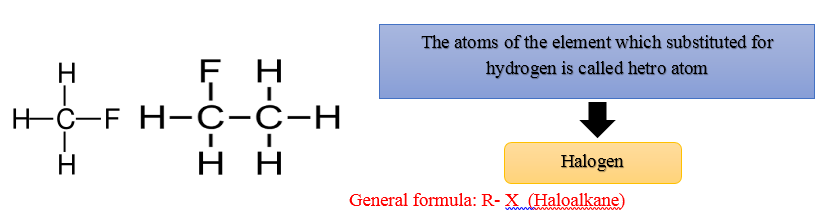 H F H
H–C–F H–C–C–H
H H H
The atoms of the element which substituted for
hydrogen is called hetro atom
Halogen
General formula: R- X (Haloalkane)